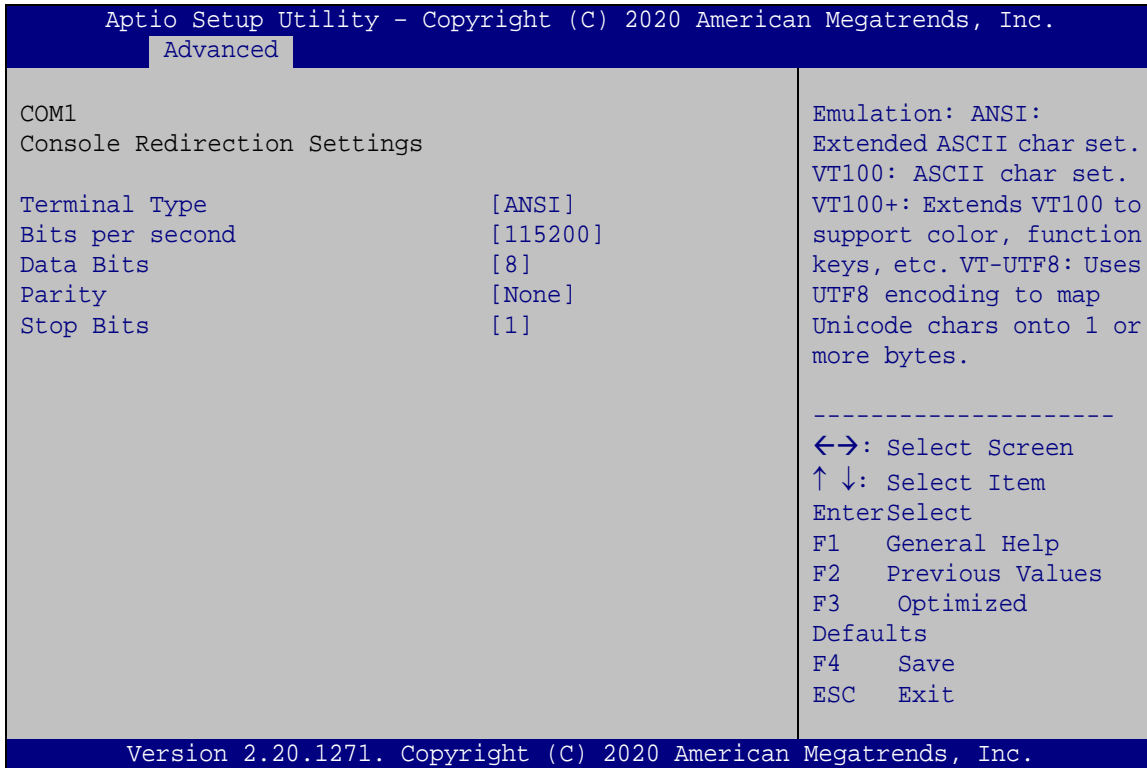 Aptio Setup Utility – Copyright (C) 2020 American Megatrends, Inc.
Advanced
COM1
Console Redirection Settings
Terminal Type [ANSI]
Bits per second [115200]
Data Bits [8]
Parity [None]
Stop Bits [1]
Emulation: ANSI:
Extended ASCII char set.
VT100: ASCII char set.
VT100+: Extends VT100 to
support color, function
keys, etc. VT-UTF8: Uses
UTF8 encoding to map
Unicode chars onto 1 or
more bytes.
---------------------
←→: Select Screen
↑ ↓: Select Item
EnterSelect
F1 General Help
F2 Previous Values
F3 Optimized
Defaults
F4 Save
ESC Exit
Version 2.20.1271. Copyright (C) 2020 American Megatrends, Inc.